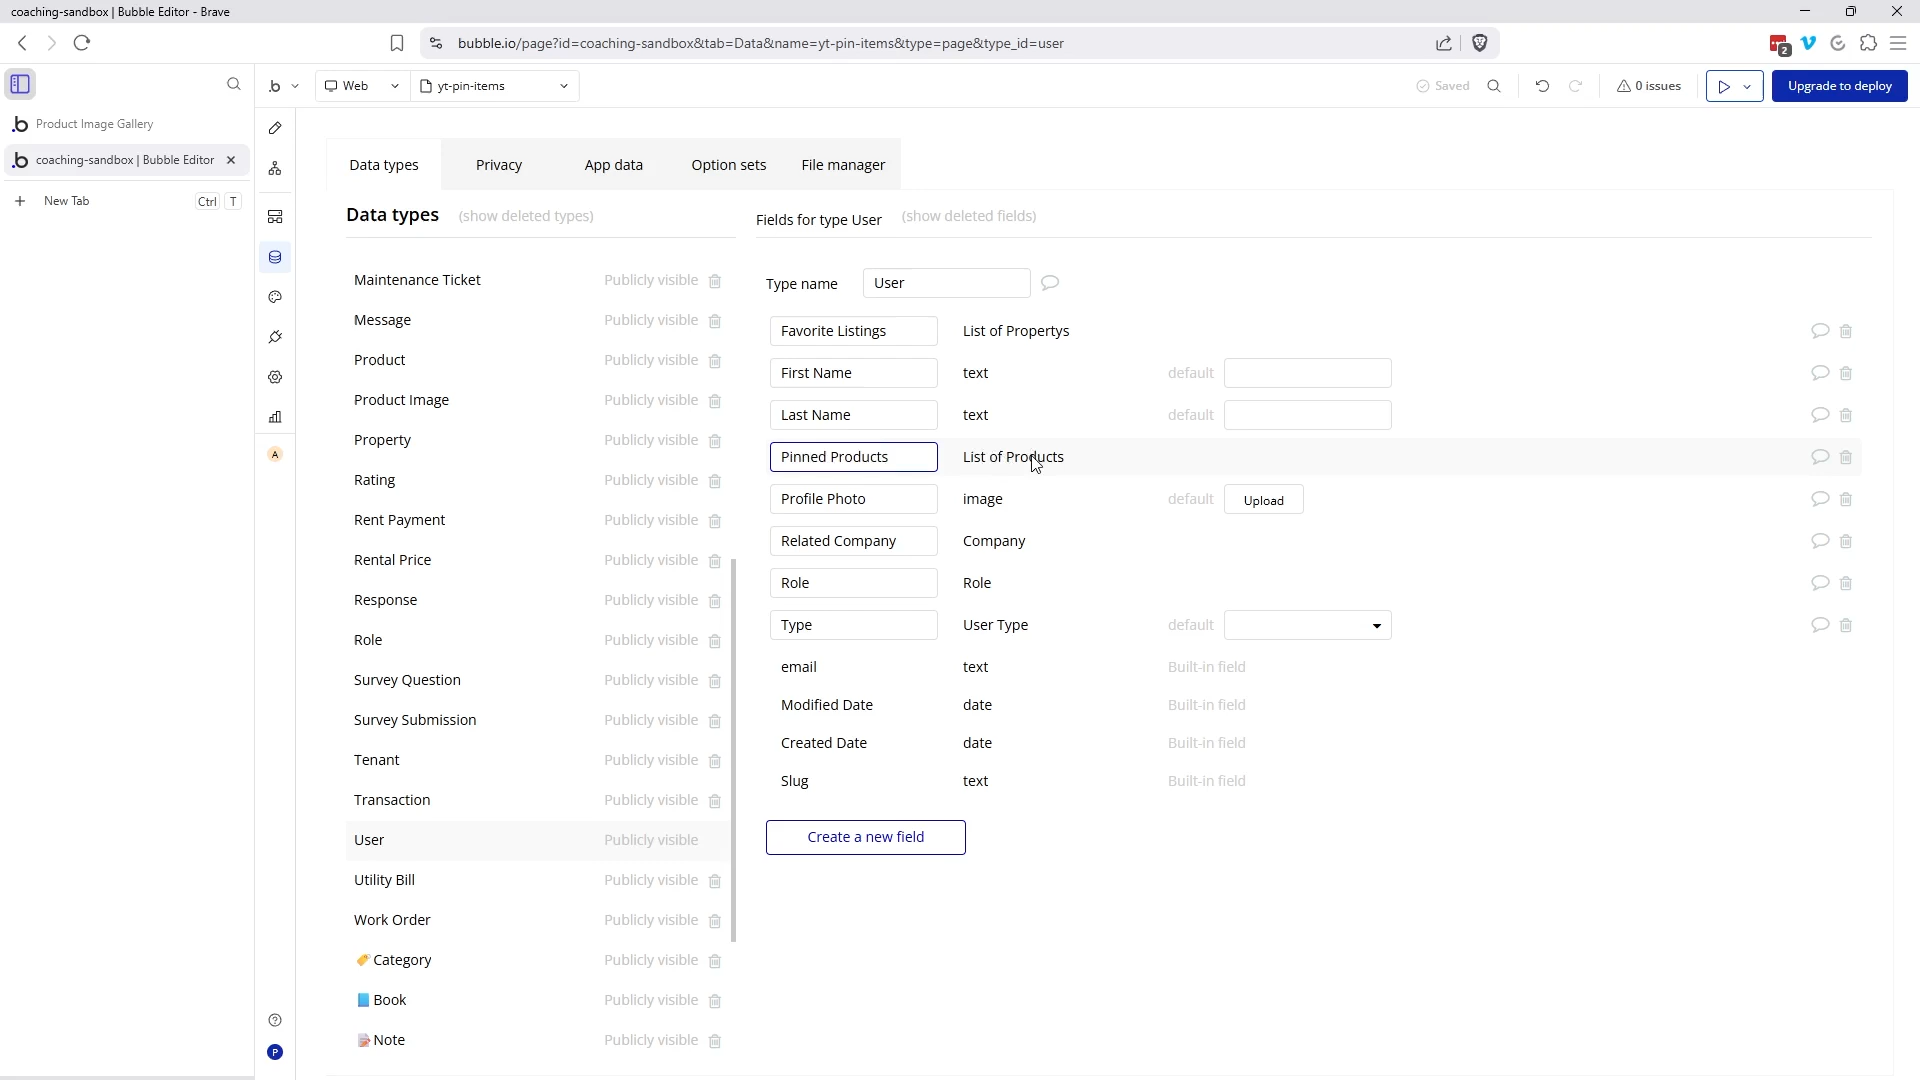 coaching-sandbox | Bubble Editor - Brave
bubble.io/page?id=coaching-sandbox&tab=Data&name=yt-pin-items&type=page&type_id=user
2
Product Image Gallery
coaching-sandbox | Bubble Editor
New Tab
Ctrl T
.b
Web
yt-pin-items
Saved
0 issues
Upgrade to deploy
Data types
Privacy
App data
Option sets
File manager
Data types (show deleted types)
Maintenance Ticket Publicly visible
Message Publicly visible
Product Publicly visible
Product Image Publicly visible
Property Publicly visible
Rating Publicly visible
Rent Payment Publicly visible
Rental Price Publicly visible
Response Publicly visible
Role Publicly visible
Survey Question Publicly visible
Survey Submission Publicly visible
Tenant Publicly visible
Transaction Publicly visible
User Publicly visible
Utility Bill Publicly visible
Work Order Publicly visible
Category Publicly visible
Book Publicly visible
Note Publicly visible
Fields for type User (show deleted fields)
Type name User
Favorite Listings List of Propertys
First Name text default
Last Name text default
Pinned Products List of Products
Profile Photo image default Upload
Related Company Company
Role Role
Type User Type default
email text Built-in field
Modified Date date Built-in field
Created Date date Built-in field
Slug text Built-in field
Create a new field
A
P